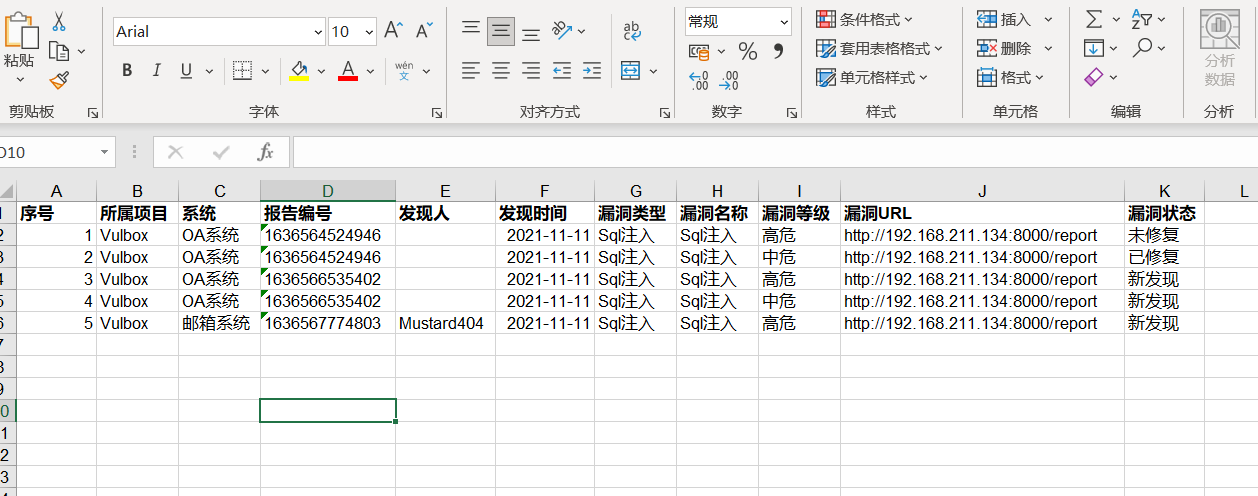 Arial 10 A A ab 常规 条件格式 插入 Σ A Z
粘贴 B I U A wén 文 % 套用表格格式 删除 分析
.00 .00 单元格样式 格式 数据
剪贴板 字体 对齐方式 数字 样式 单元格 编辑 分析
D10 fx
A B C D E F G H I J K L
1 序号 所属项目 系统 报告编号 发现人 发现时间 漏洞类型 漏洞名称 漏洞等级 漏洞URL 漏洞状态
2 1 Vulbox OA系统 1636564524946 2021-11-11 Sql注入 Sql注入 高危 http://192.168.211.134:8000/report 未修复
3 2 Vulbox OA系统 1636564524946 2021-11-11 Sql注入 Sql注入 中危 http://192.168.211.134:8000/report 已修复
4 3 Vulbox OA系统 1636566535402 2021-11-11 Sql注入 Sql注入 高危 http://192.168.211.134:8000/report 新发现
5 4 Vulbox OA系统 1636566535402 2021-11-11 Sql注入 Sql注入 中危 http://192.168.211.134:8000/report 新发现
6 5 Vulbox 邮箱系统 1636567774803 Mustard404 2021-11-11 Sql注入 Sql注入 高危 http://192.168.211.134:8000/report 新发现
7
8
9
0
1
2
3